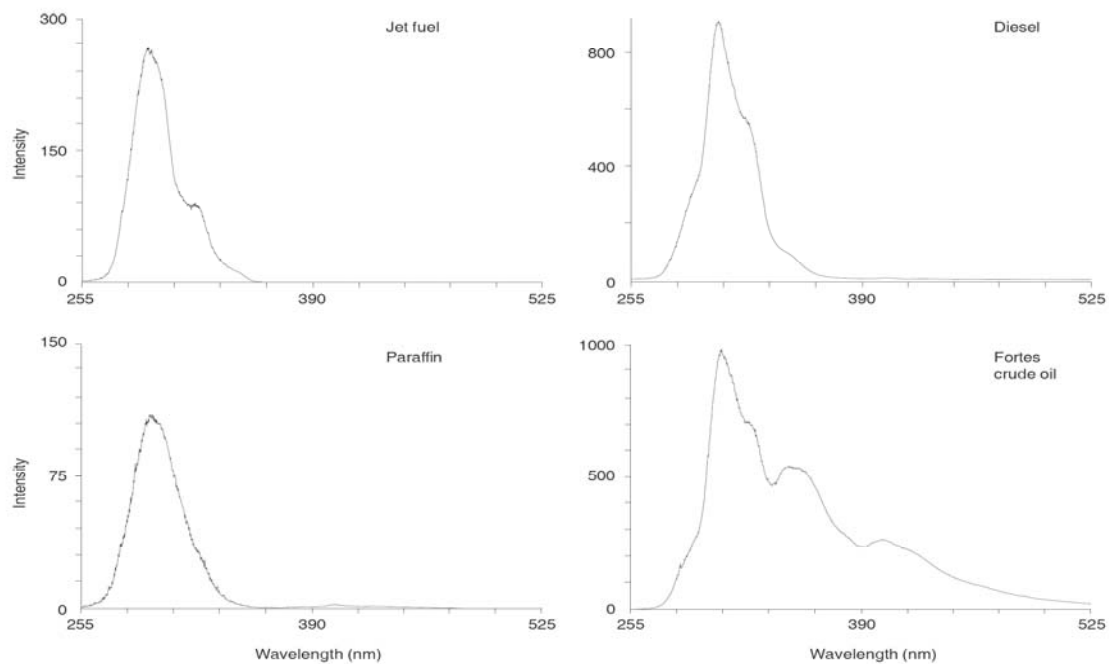 300
Jet fuel
Intensity
150
0
255
390
525
Diesel
800
400
0
255
390
525
150
Paraffin
Intensity
75
0
255
390
525
Wavelength (nm)
1000
Fortes
crude oil
500
0
255
390
525
Wavelength (nm)